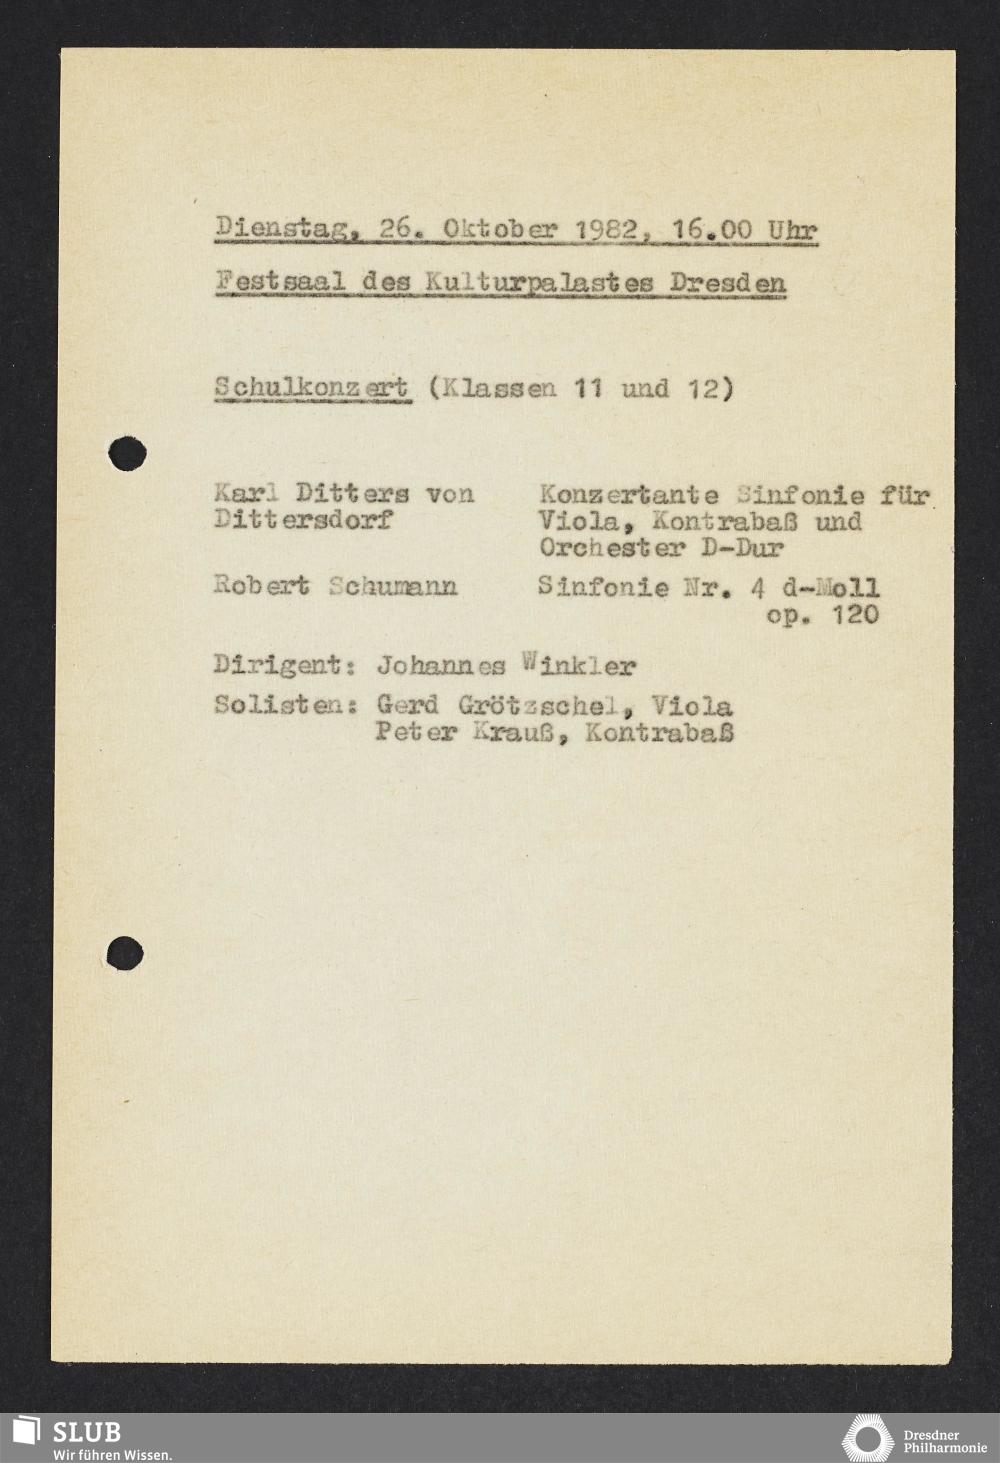 Dienstag, 26. Oktober 1982, 16.00 Uhr
Festsaal des Kulturpalastes Dresden
Schulkonzert (Klassen 11 und 12)
Karl Ditters von Konzertante Sinfonie für
Dittersdorf Viola, Kontrabaß und
Orchester D-Dur
Robert Schumann Sinfonie Nr. 4 d-Moll
op. 120
Dirigent: Johannes Winkler
Solisten: Gerd Grötzschel, Viola
Peter Krauß, Kontrabaß
SLUB
Wir führen Wissen.
Dresdner
Philharmonie